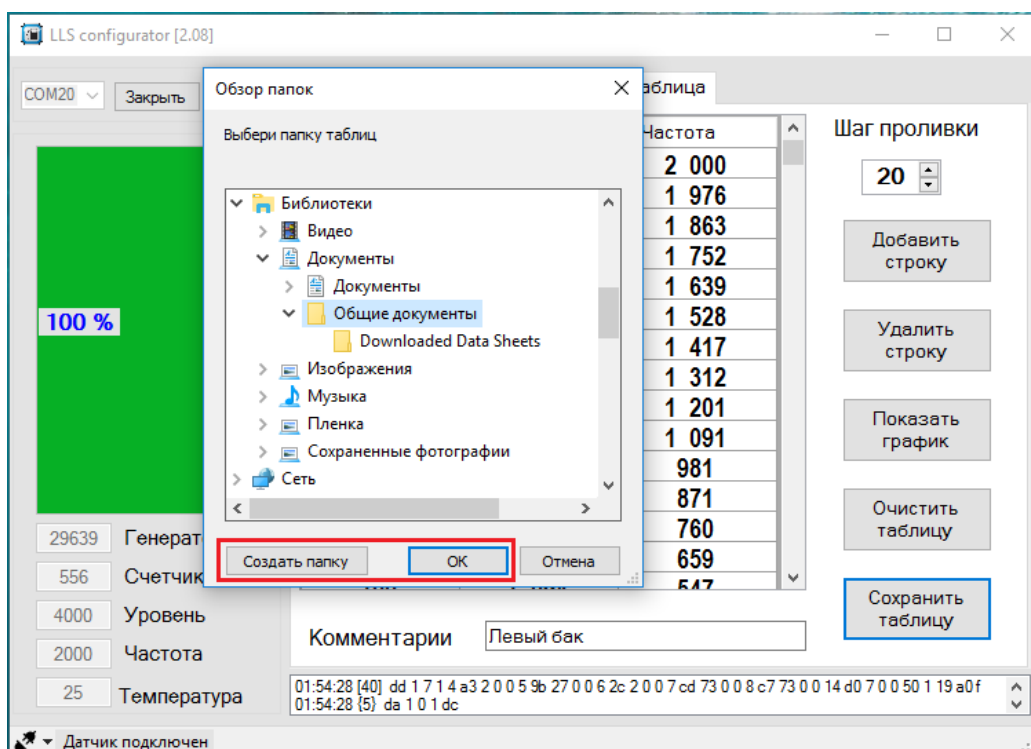 LLS configurator [2.08]
COM20
Закрыть
Обзор папок
Выбери папку таблиц
Библиотеки
Видео
Документы
Документы
Общие документы
Downloaded Data Sheets
Изображения
Музыка
Пленка
Сохраненные фотографии
Сеть
Создать папку
OK
Отмена
100 %
29639
556
Счетчик
4000 Уровень
2000 Частота
25 Температура
Частота
2 000
1 976
1 863
1 752
1 639
1 528
1 417
1 312
1 201
1 091
981
871
760
659
547
Шаг проливки
20
Добавить
строку
Удалить
строку
Показать
график
Очистить
таблицу
Сохранить
таблицу
Комментарии Левый бак
01:54:28 [40] dd 1 7 1 4 a3 2 0 0 5 9b 27 0 0 6 2c 2 0 0 7 cd 73 0 0 8 c7 73 0 0 14 d0 7 0 0 50 1 19 a0 f
01:54:28 {5} da 1 0 1 dc
Датчик подключен